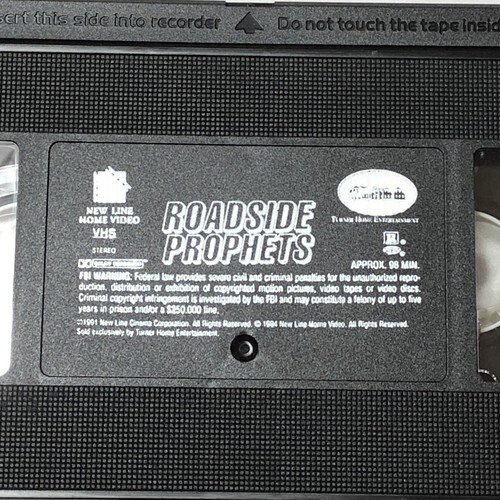 sert this side into recorder Do not touch the tape insid
NEW LINE
HOME VIDEO
VHS
STEREO
ROADSIDE
PROPHETS
TURNER HOME ENTERTAINMENT
R
APPROX. 96 MIN.
FBI WARNING: Federal law provides severe civil and criminal penalties for the unauthorized repro-
duction, distribution or exhibition of copyrighted motion pictures, video tapes or video discs.
Criminal copyright infringement is investigated by the FBI and may constitute a felony of up to five
years in prison and/or a $250,000 fine.
©1991 New Line Cinema Corporation. All Rights Reserved. © 1994 New Line Home Video. All Rights Reserved.
Sold exclusively by Turner Home Entertainment.